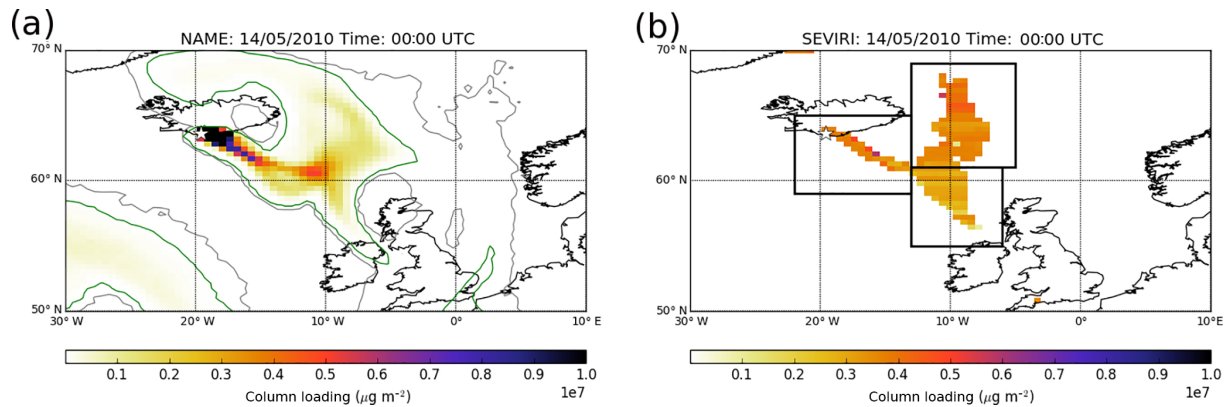 (a)
NAME: 14/05/2010 Time: 00:00 UTC
70° N
60° N
50° N
30° W 20° W 10° W 0° W 10° E
0.1 0.2 0.3 0.4 0.5 0.6 0.7 0.8 0.9 1.0
1e7
Column loading (μg m⁻²)
(b)
SEVIRI: 14/05/2010 Time: 00:00 UTC
70° N
60° N
50° N
30° W 20° W 10° W 0° W 10° E
0.1 0.2 0.3 0.4 0.5 0.6 0.7 0.8 0.9 1.0
1e7
Column loading (μg m⁻²)